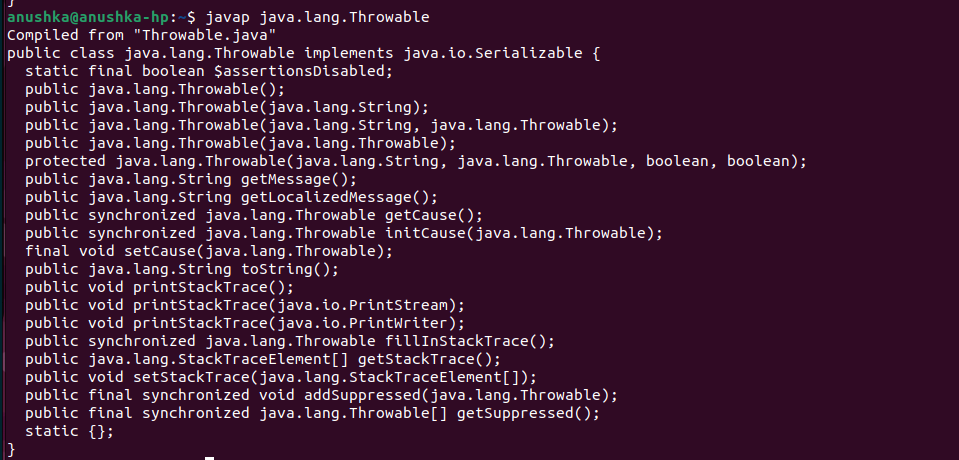 }
anushka@anushka-hp:~$ javap java.lang.Throwable
Compiled from "Throwable.java"
public class java.lang.Throwable implements java.io.Serializable {
  static final boolean $assertionsDisabled;
  public java.lang.Throwable();
  public java.lang.Throwable(java.lang.String);
  public java.lang.Throwable(java.lang.String, java.lang.Throwable);
  public java.lang.Throwable(java.lang.Throwable);
  protected java.lang.Throwable(java.lang.String, java.lang.Throwable, boolean, boolean);
  public java.lang.String getMessage();
  public java.lang.String getLocalizedMessage();
  public synchronized java.lang.Throwable getCause();
  public synchronized java.lang.Throwable initCause(java.lang.Throwable);
  final void setCause(java.lang.Throwable);
  public java.lang.String toString();
  public void printStackTrace();
  public void printStackTrace(java.io.PrintStream);
  public void printStackTrace(java.io.PrintWriter);
  public synchronized java.lang.Throwable fillInStackTrace();
  public java.lang.StackTraceElement[] getStackTrace();
  public void setStackTrace(java.lang.StackTraceElement[]);
  public final synchronized void addSuppressed(java.lang.Throwable);
  public final synchronized java.lang.Throwable[] getSuppressed();
  static {};
}